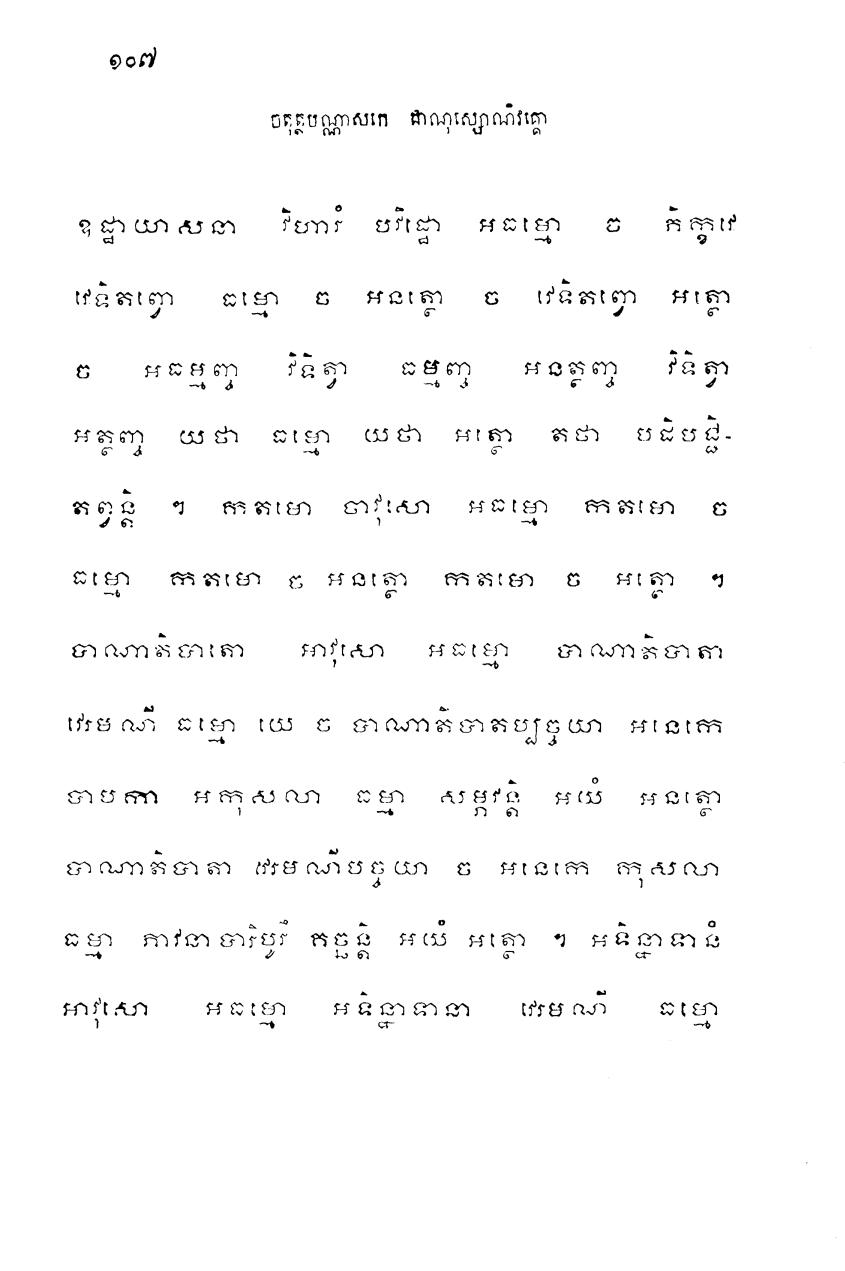 ១០៧
ចតុត្ថបណ្ណាសកេ ជាណុស្សោណិវគ្គោ
ឧដ្ឋាយាសនា វិហារំ បវិដ្ឋោ អធម្មោ ច ភិក្ខវេ
វេទិតព្វោ ធម្មោ ច អនត្ថោ ច វេទិតព្វោ អត្ថោ
ច អធម្មញ្ច វិទិត្វា ធម្មញ្ច អនត្ថញ្ច វិទិត្វា
អត្ថញ្ច យថា ធម្មោ យថា អត្ថោ តថា បដិបជ្ជិ-
តព្វន្តិ ។ កតមោ ចាវុសោ អធម្មោ កតមោ ច
ធម្មោ កតមោ ច អនត្ថោ កតមោ ច អត្ថោ ។
បាណាតិបាតោ អាវុសោ អធម្មោ បាណាតិបាតា
វេរមណី ធម្មោ យេ ច បាណាតិបាតប្បច្ចយា អនេកេ
បាបកា អកុសលា ធម្មា សម្ភវន្តិ អយំ អនត្ថោ
បាណាតិបាតា វេរមណីបច្ចយា ច អនេកេ កុសលា
ធម្មា ភាវនាបារិបូរឹ គច្ឆន្តិ អយំ អត្ថោ ។ អទិន្នាទានំ
អាវុសោ អធម្មោ អទិន្នាទានា វេរមណី ធម្មោ